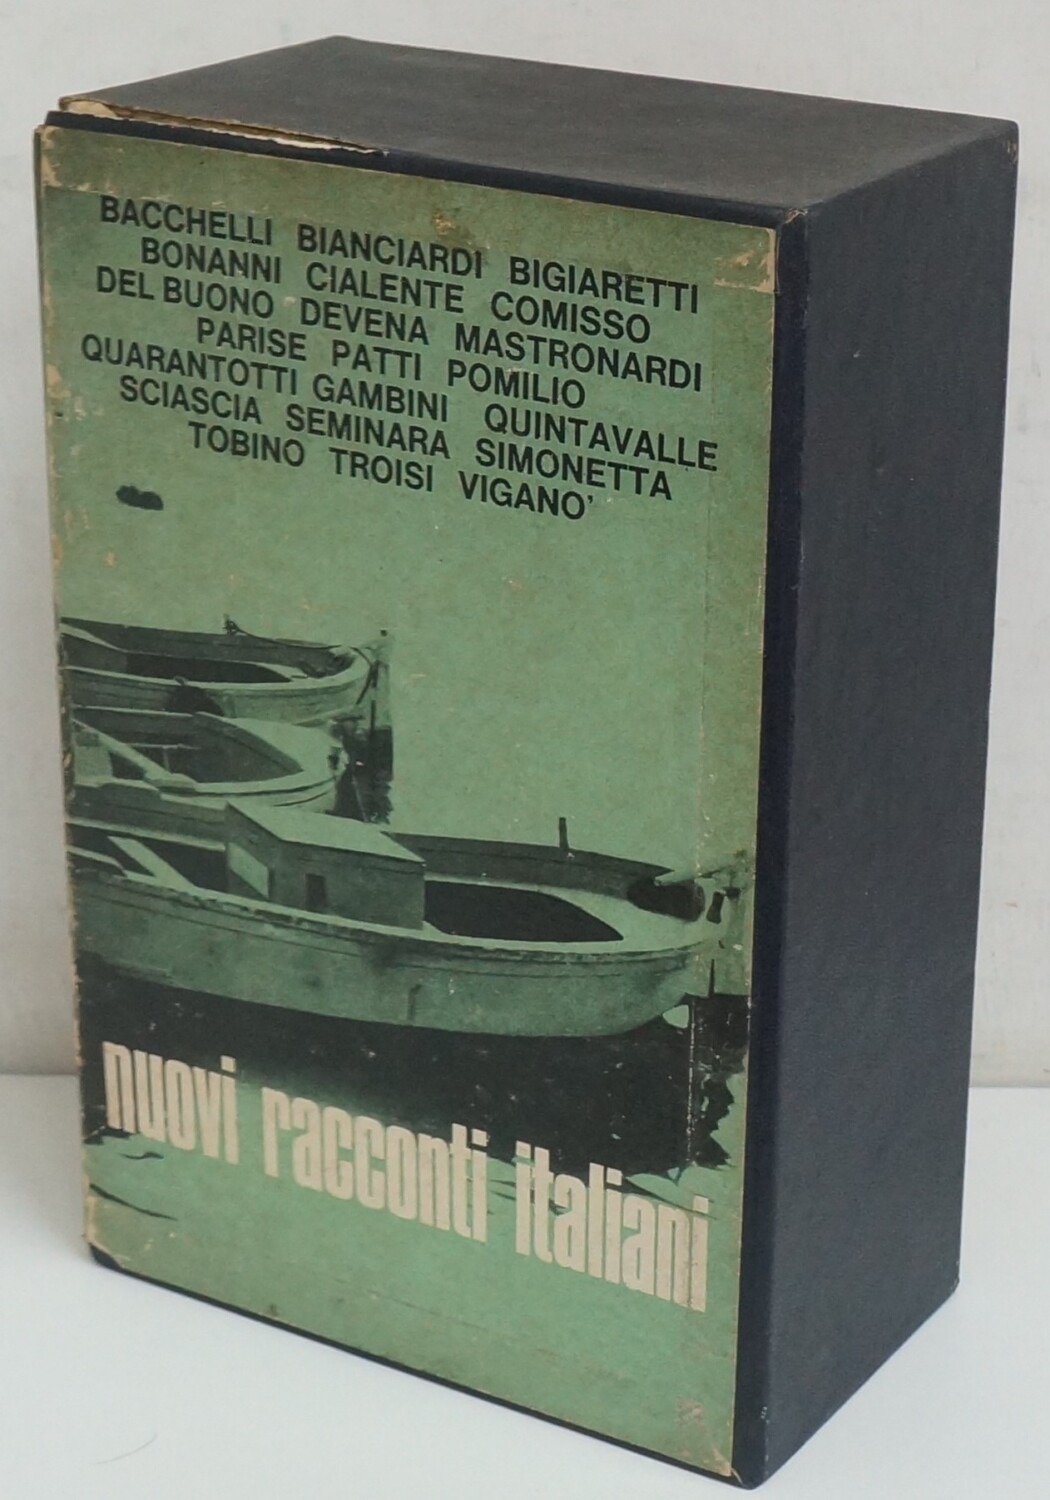 BACCHELLI BIANCIARDI BIGIARETTI
BONANNI CIALENTE COMISSO
DEL BUONO DEVENA MASTRONARDI
PARISE PATTI POMILIO
QUARANTOTTI GAMBINI QUINTAVALLE
SCIASCIA SEMINARA SIMONETTA
TOBINO TROISI VIGANO'
nuovi racconti italiani